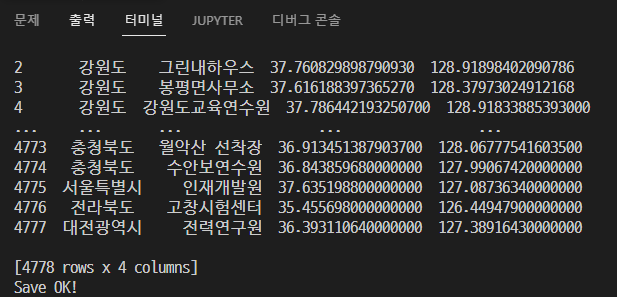 문제 출력 터미널 JUPYTER 디버그 콘솔
2 강원도 그린내하우스 37.760829898790930 128.91898402090786
3 강원도 봉평면사무소 37.616188397365270 128.37973024912168
4 강원도 강원도교육연수원 37.786442193250700 128.91833885393000
... ... ... ... ...
4773 충청북도 월악산 선착장 36.913451387903700 128.06777541603500
4774 충청북도 수안보연수원 36.843859680000000 127.99067420000000
4775 서울특별시 인재개발원 37.635198800000000 127.08736340000000
4776 전라북도 고창시험센터 35.455698000000000 126.44947900000000
4777 대전광역시 전력연구원 36.393110640000000 127.38916430000000
[4778 rows x 4 columns]
Save OK!